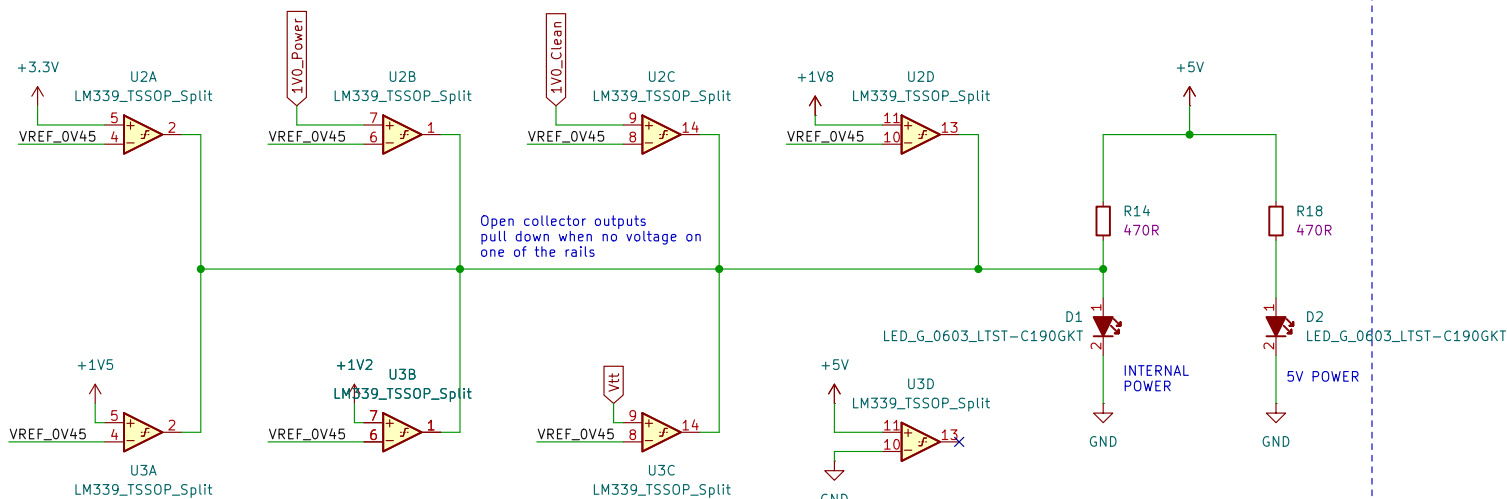 +3.3V
U2A
LM339_TSSOP_Split
5
4
2
VREF_0V45
1V0_Power
U2B
LM339_TSSOP_Split
7
6
1
VREF_0V45
1V0_Clean
U2C
LM339_TSSOP_Split
9
8
14
VREF_0V45
+1V8
U2D
LM339_TSSOP_Split
11
10
13
VREF_0V45
+5V
R14
470R
R18
470R
Open collector outputs
pull down when no voltage on
one of the rails
D1
LED_G_0603_LTST-C190GKT
1
2
INTERNAL
POWER
GND
D2
LED_G_0603_LTST-C190GKT
1
2
5V POWER
GND
+1V5
5
4
2
VREF_0V45
U3A
LM339_TSSOP_Split
+1V2
U3B
LM339_TSSOP_Split
7
6
1
VREF_0V45
Vtt
9
8
14
VREF_0V45
U3C
LM339_TSSOP_Split
+5V
U3D
LM339_TSSOP_Split
11
10
13
GND